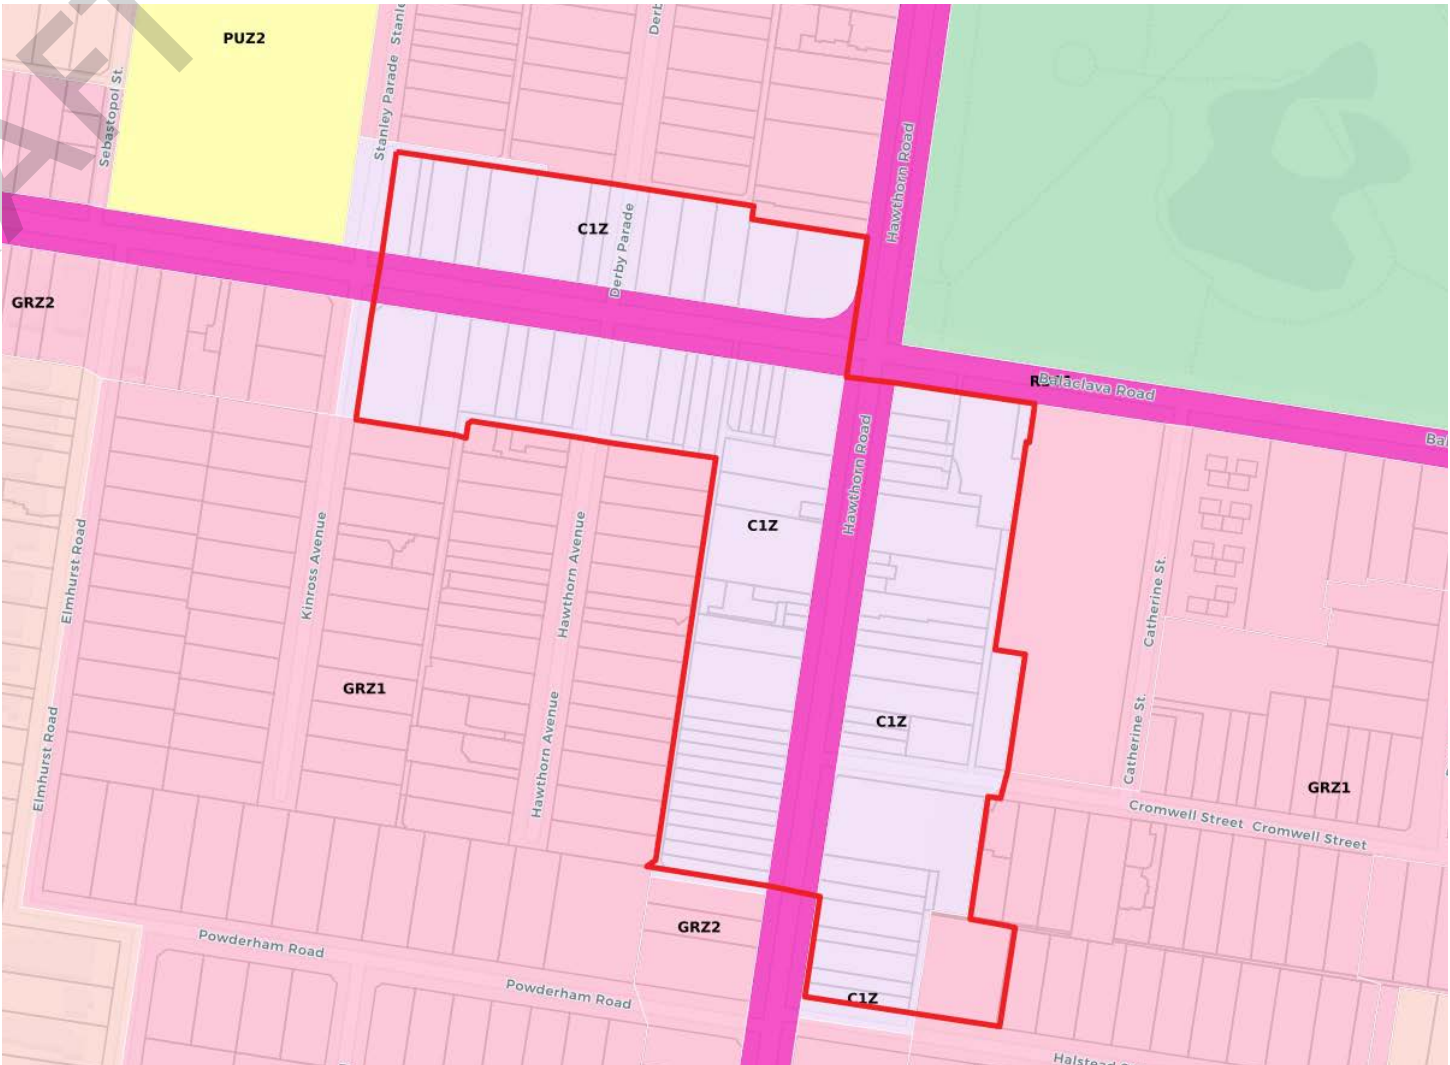 PUZ2
Stanley Parade
Sebastopol St.
Hawthorn Road
C1Z
Derby Parade
GRZ2
Balaclava Road
Hawthorn Road
C1Z
Elmhurst Road
Kinross Avenue
Hawthorn Avenue
Catherine St.
GRZ1
C1Z
Elmhurst Road
Hawthorn Avenue
Catherine St.
GRZ1
Cromwell Street Cromwell Street
GRZ2
Powderham Road
Powderham Road
C1Z
Halstead